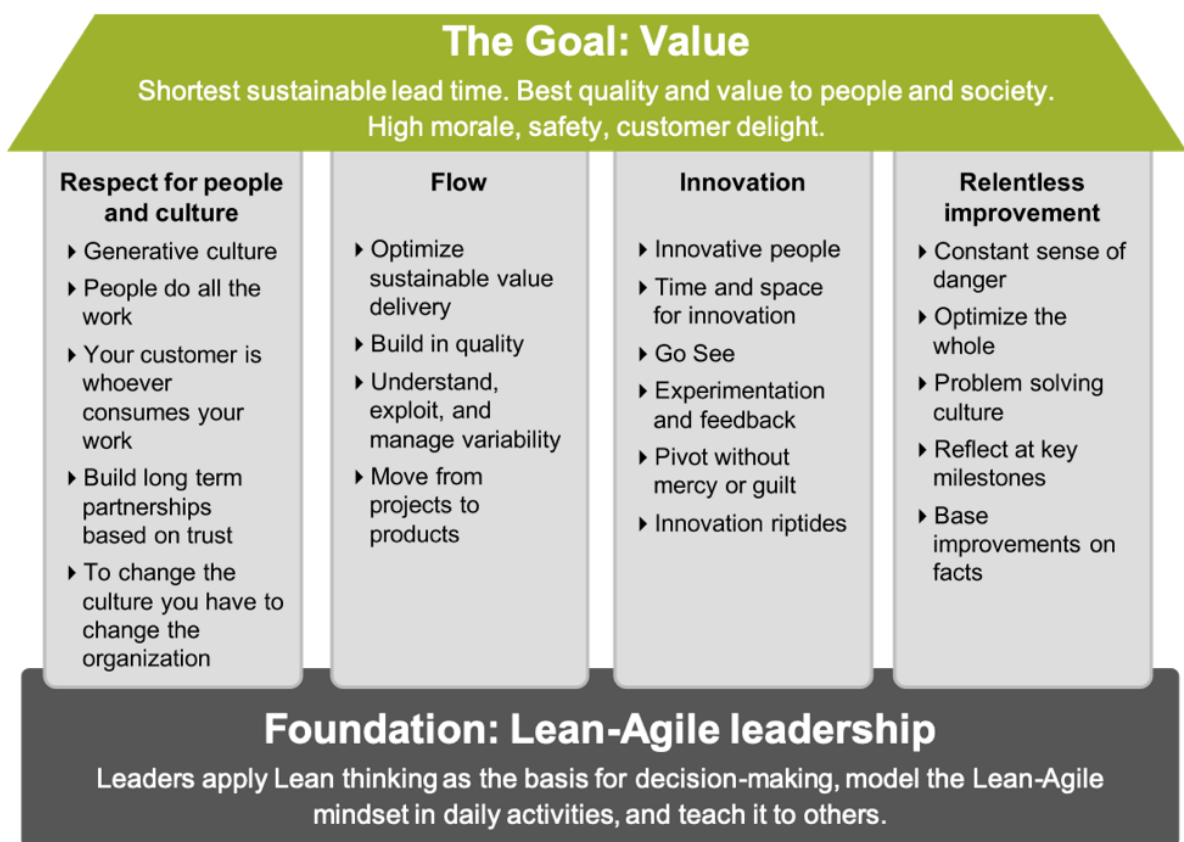 The Goal: Value
Shortest sustainable lead time. Best quality and value to people and society.
High morale, safety, customer delight.
Respect for people
and culture
Generative culture
People do all the
work
Your customer is
whoever
consumes your
work
Build long term
partnerships
based on trust
To change the
culture you have to
change the
organization
Flow
Optimize
sustainable value
delivery
Build in quality
Understand,
exploit, and
manage variability
Move from
projects to
products
Innovation
Innovative people
Time and space
for innovation
Go See
Experimentation
and feedback
Pivot without
mercy or guilt
Innovation riptides
Relentless
improvement
Constant sense of
danger
Optimize the
whole
Problem solving
culture
Reflect at key
milestones
Base
improvements on
facts
Foundation: Lean-Agile leadership
Leaders apply Lean thinking as the basis for decision-making, model the Lean-Agile
mindset in daily activities, and teach it to others.